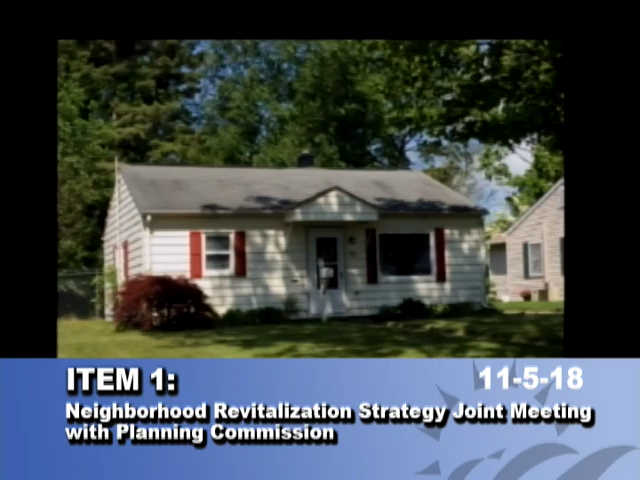 ITEM 1:
11-5-18
Neighborhood Revitalization Strategy Joint Meeting
with Planning Commission